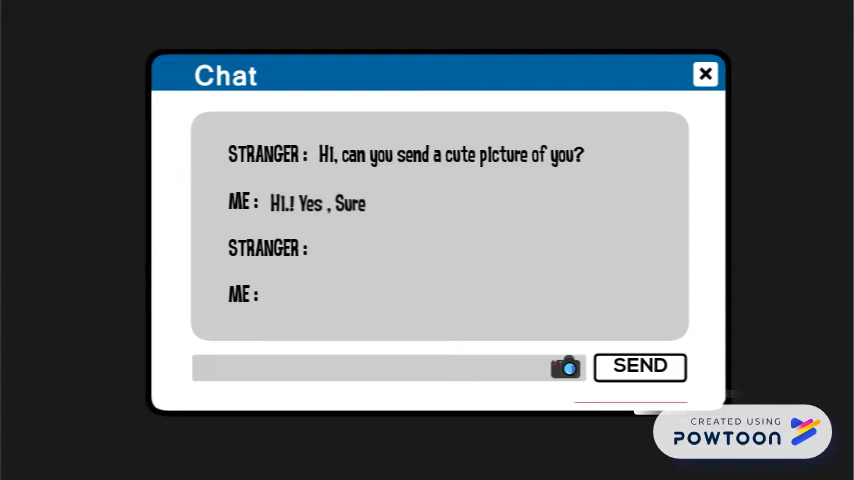 Chat
STRANGER : Hi, can you send a cute picture of you?
ME : Hi.! Yes , Sure
STRANGER :
ME :
SEND
CREATED USING
POWTOON